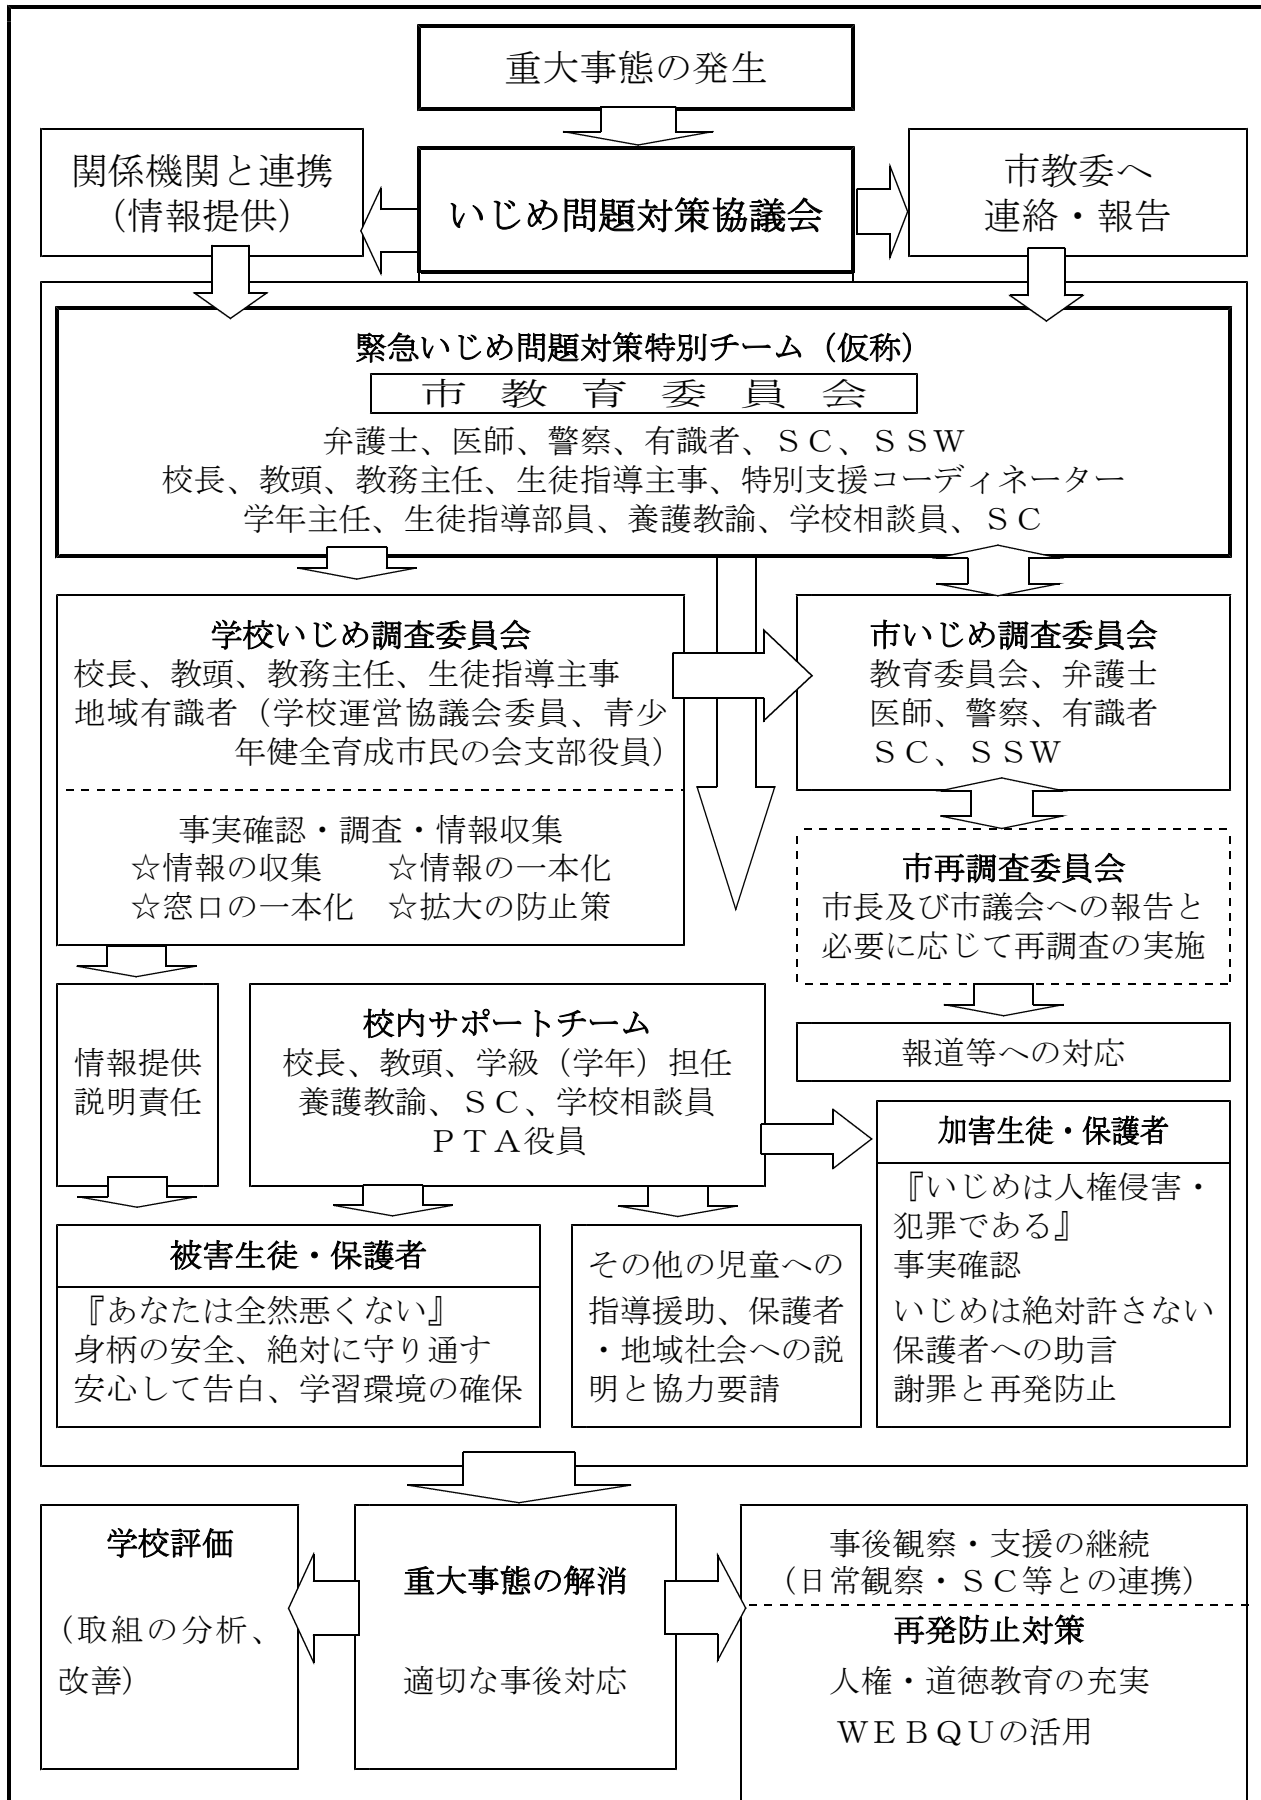 重大事態の発生
関係機関と連携
（情報提供）
いじめ問題対策協議会
市教委へ
連絡・報告
緊急いじめ問題対策特別チーム（仮称）
市教育委員会
弁護士、医師、警察、有識者、ＳＣ、ＳＳＷ
校長、教頭、教務主任、生徒指導主事、特別支援コーディネーター
学年主任、生徒指導部員、養護教諭、学校相談員、ＳＣ
学校いじめ調査委員会
校長、教頭、教務主任、生徒指導主事
地域有識者（学校運営協議会委員、青少
年健全育成市民の会支部役員）
事実確認・調査・情報収集
☆情報の収集　　☆情報の一本化
☆窓口の一本化　☆拡大の防止策
市いじめ調査委員会
教育委員会、弁護士
医師、警察、有識者
ＳＣ、ＳＳＷ
市再調査委員会
市長及び市議会への報告と
必要に応じて再調査の実施
報道等への対応
情報提供
説明責任
校内サポートチーム
校長、教頭、学級（学年）担任
養護教諭、ＳＣ、学校相談員
ＰＴＡ役員
加害生徒・保護者
『いじめは人権侵害・
犯罪である』
事実確認
いじめは絶対許さない
保護者への助言
謝罪と再発防止
被害生徒・保護者
『あなたは全然悪くない』
身柄の安全、絶対に守り通す
安心して告白、学習環境の確保
その他の児童への
指導援助、保護者
・地域社会への説
明と協力要請
学校評価
（取組の分析、
改善）
重大事態の解消
適切な事後対応
事後観察・支援の継続
（日常観察・ＳＣ等との連携）
再発防止対策
人権・道徳教育の充実
ＷＥＢＱＵの活用